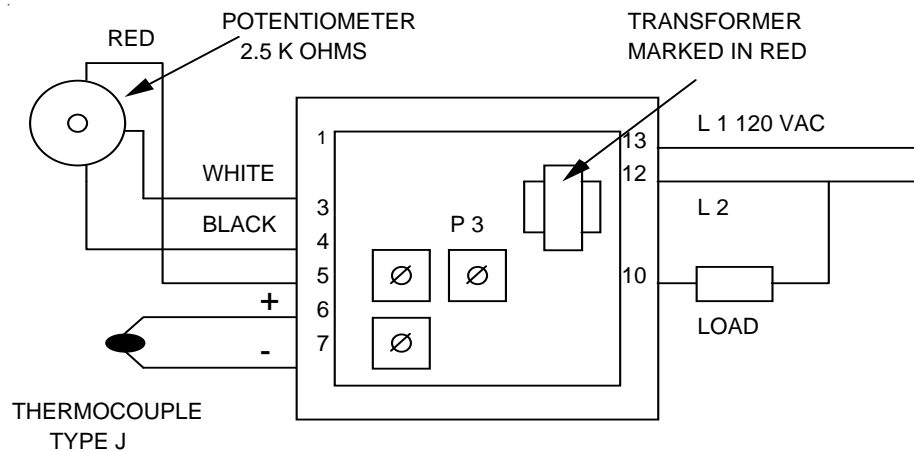 POTENTIOMETER
2.5 K OHMS
TRANSFORMER
MARKED IN RED
RED
L 1 120 VAC
1
13
WHITE
12
3
L 2
BLACK
P 3
4
5
10
+
6
LOAD
7
-
THERMOCOUPLE
TYPE J